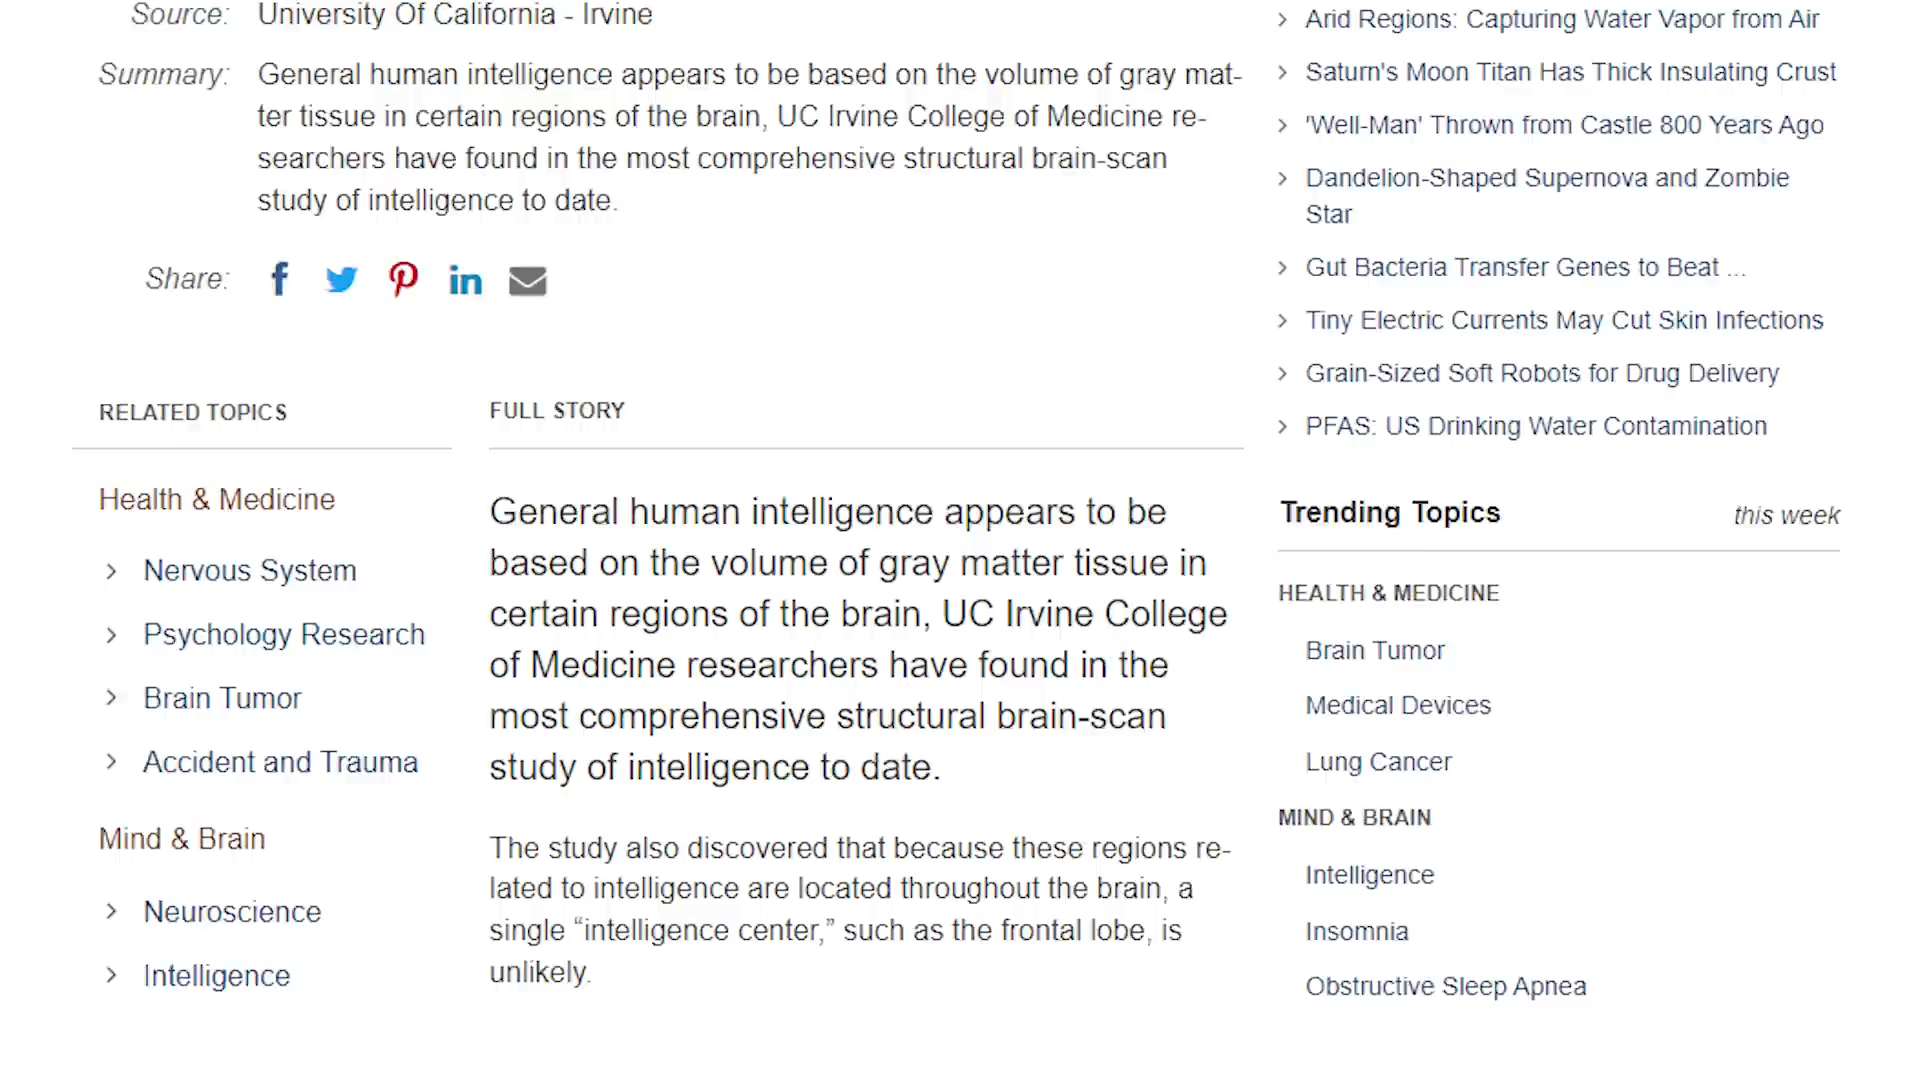 Source: University Of California - Irvine
Summary: General human intelligence appears to be based on the volume of gray mat-
ter tissue in certain regions of the brain, UC Irvine College of Medicine re-
searchers have found in the most comprehensive structural brain-scan
study of intelligence to date.
Share:
RELATED TOPICS
Health & Medicine
Nervous System
Psychology Research
Brain Tumor
Accident and Trauma
Mind & Brain
Neuroscience
Intelligence
FULL STORY
General human intelligence appears to be
based on the volume of gray matter tissue in
certain regions of the brain, UC Irvine College
of Medicine researchers have found in the
most comprehensive structural brain-scan
study of intelligence to date.
The study also discovered that because these regions re-
lated to intelligence are located throughout the brain, a
single “intelligence center,” such as the frontal lobe, is
unlikely.
Arid Regions: Capturing Water Vapor from Air
Saturn's Moon Titan Has Thick Insulating Crust
'Well-Man' Thrown from Castle 800 Years Ago
Dandelion-Shaped Supernova and Zombie
Star
Gut Bacteria Transfer Genes to Beat ...
Tiny Electric Currents May Cut Skin Infections
Grain-Sized Soft Robots for Drug Delivery
PFAS: US Drinking Water Contamination
Trending Topics this week
HEALTH & MEDICINE
Brain Tumor
Medical Devices
Lung Cancer
MIND & BRAIN
Intelligence
Insomnia
Obstructive Sleep Apnea